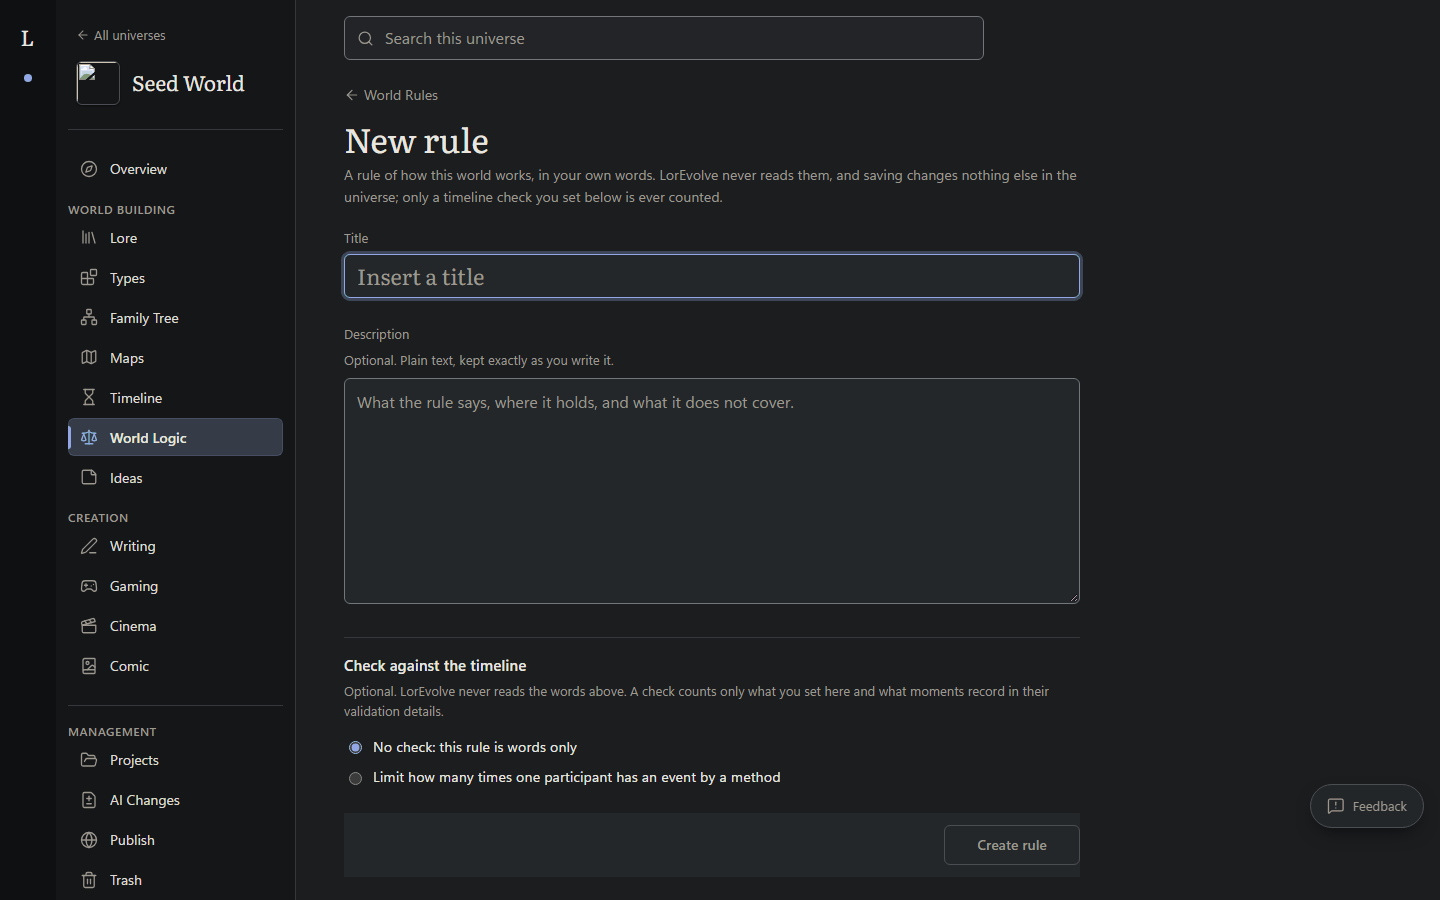 L
All universes
Seed World
Overview
WORLD BUILDING
Lore
Types
Family Tree
Maps
Timeline
World Logic
Ideas
CREATION
Writing
Gaming
Cinema
Comic
MANAGEMENT
Projects
AI Changes
Publish
Trash
Search this universe
World Rules
New rule
A rule of how this world works, in your own words. LorEvolve never reads them, and saving changes nothing else in the
universe; only a timeline check you set below is ever counted.
Title
Insert a title
Description
Optional. Plain text, kept exactly as you write it.
What the rule says, where it holds, and what it does not cover.
Check against the timeline
Optional. LorEvolve never reads the words above. A check counts only what you set here and what moments record in their
validation details.
No check: this rule is words only
Limit how many times one participant has an event by a method
Create rule
Feedback